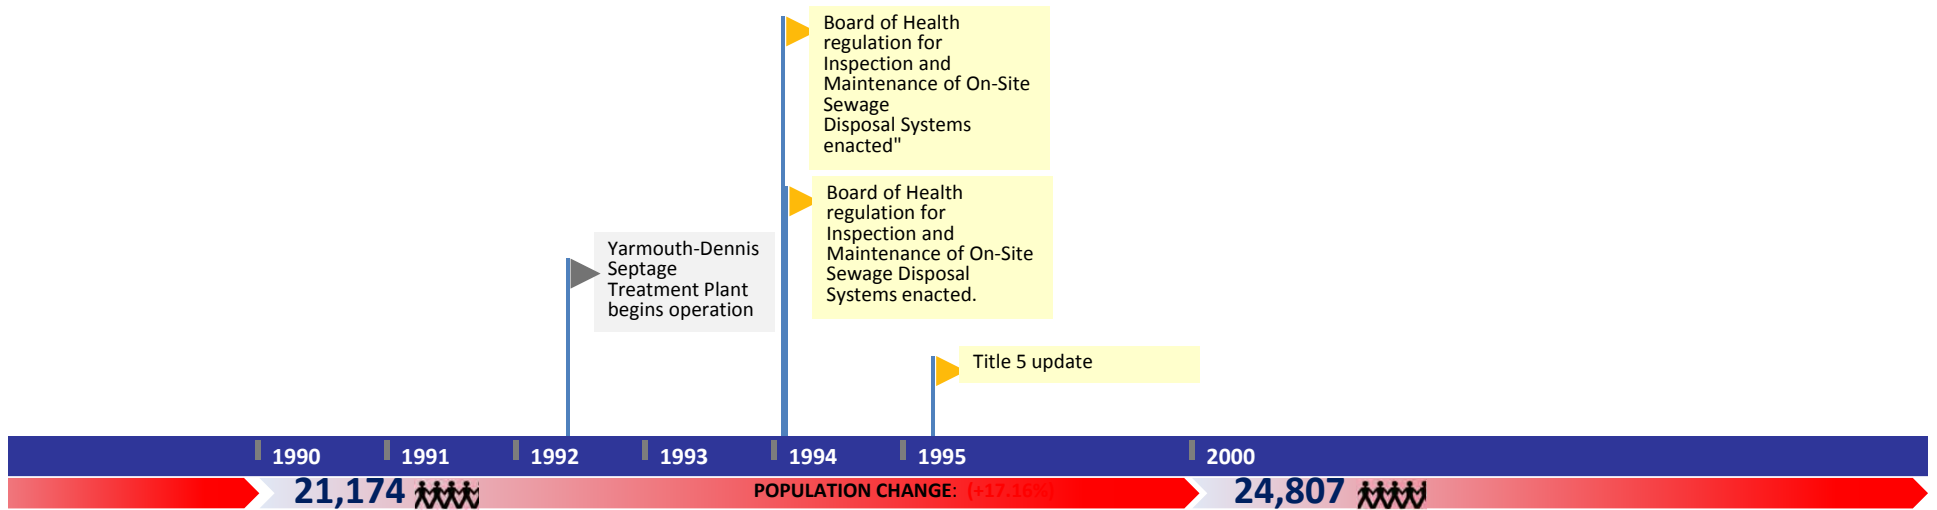 Board of Health
regulation for
Inspection and
Maintenance of On-Site
Sewage
Disposal Systems
enacted"
Board of Health
regulation for
Inspection and
Maintenance of On-Site
Sewage Disposal
Systems enacted.
Yarmouth-Dennis
Septage
Treatment Plant
begins operation
Title 5 update
1990 1991 1992 1993 1994 1995 2000
21,174 POPULATION CHANGE: (+17.16%) 24,807